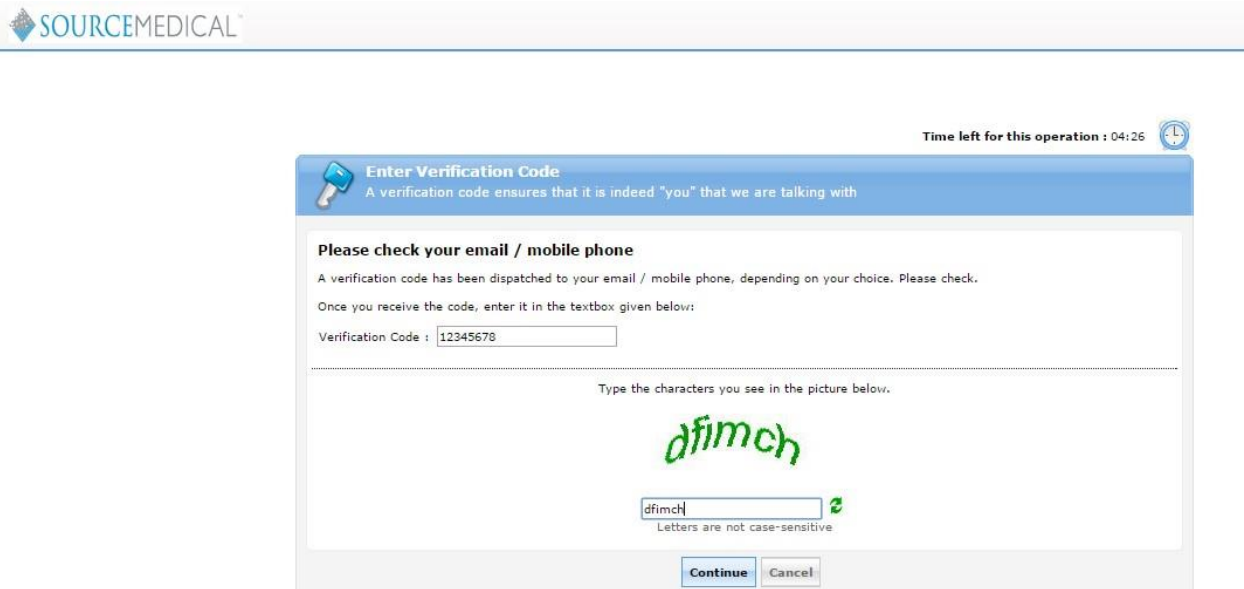 SOURCEMEDICAL
Time left for this operation : 04:26
Enter Verification Code
A verification code ensures that it is indeed "you" that we are talking with
Please check your email / mobile phone
A verification code has been dispatched to your email / mobile phone, depending on your choice. Please check.
Once you receive the code, enter it in the textbox given below:
Verification Code : 12345678
Type the characters you see in the picture below.
dfimch
dfimch
Letters are not case-sensitive
Continue Cancel